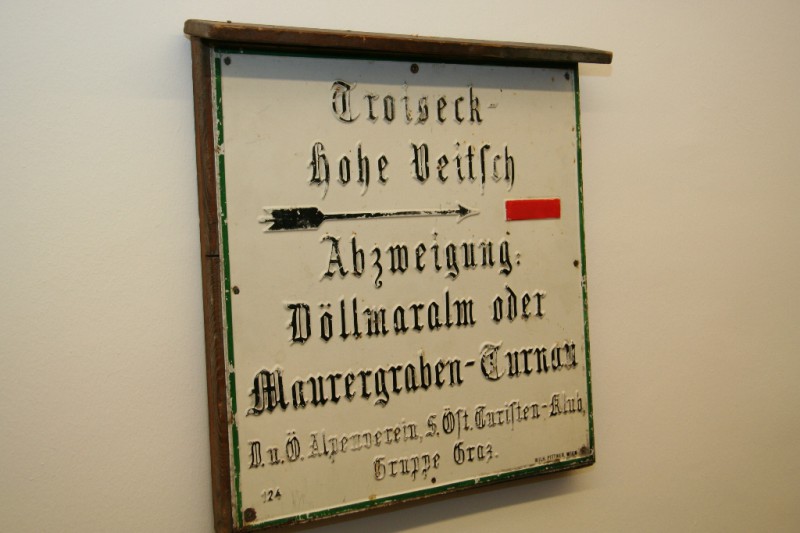 Troiseck-
Hohe Veitsch
Abzweigung:
Döllmaralm oder
Maurergraben-Turnau
D. u. Ö. Alpenverein, S. Öst. Turisten-Klub,
Gruppe Graz.
124